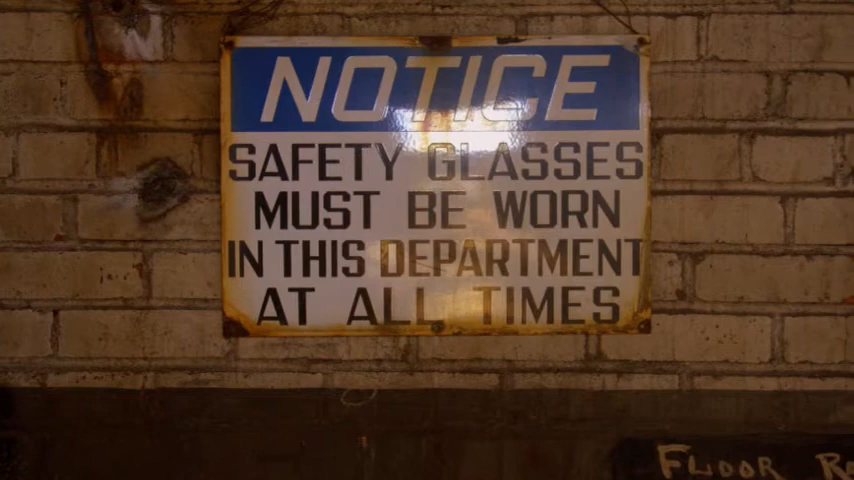 NOTICE
SAFETY GLASSES
MUST BE WORN
IN THIS DEPARTMENT
AT ALL TIMES
FLOOR